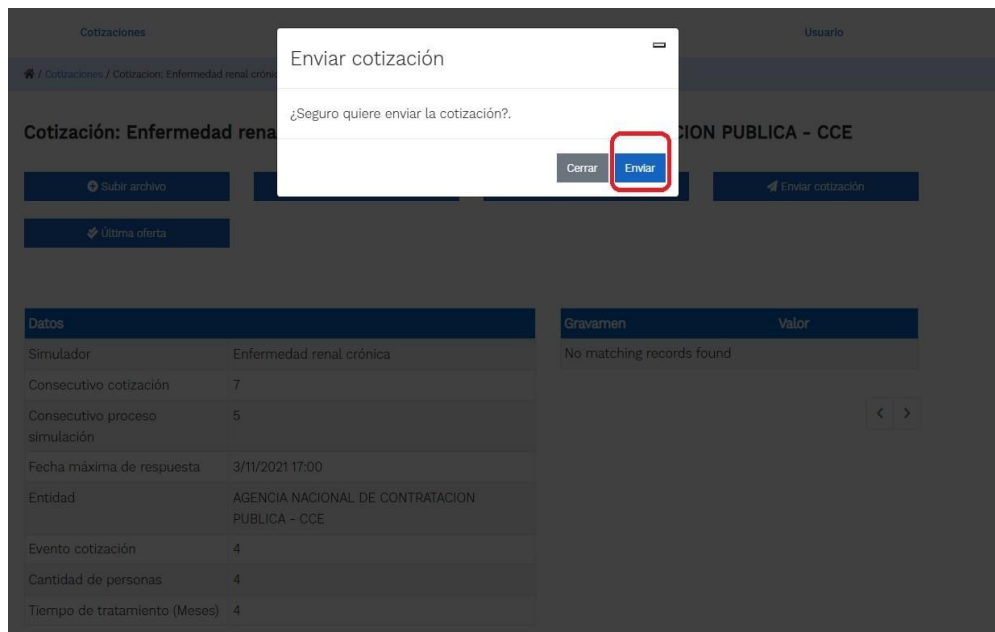 Cotizaciones
Usuario
/ Cotizaciones / Cotizacion: Enfermedad renal cróni
Enviar cotización
¿Seguro quiere enviar la cotización?.
Cerrar
Enviar
Cotización: Enfermedad rena
CION PUBLICA - CCE
Subir archivo
Enviar cotización
Última oferta
Datos
Simulador Enfermedad renal crónica
Consecutivo cotización 7
Consecutivo proceso 5
simulación
Fecha máxima de respuesta 3/11/2021 17:00
Entidad AGENCIA NACIONAL DE CONTRATACION
PUBLICA - CCE
Evento cotización 4
Cantidad de personas 4
Tiempo de tratamiento (Meses) 4
Gravamen Valor
No matching records found